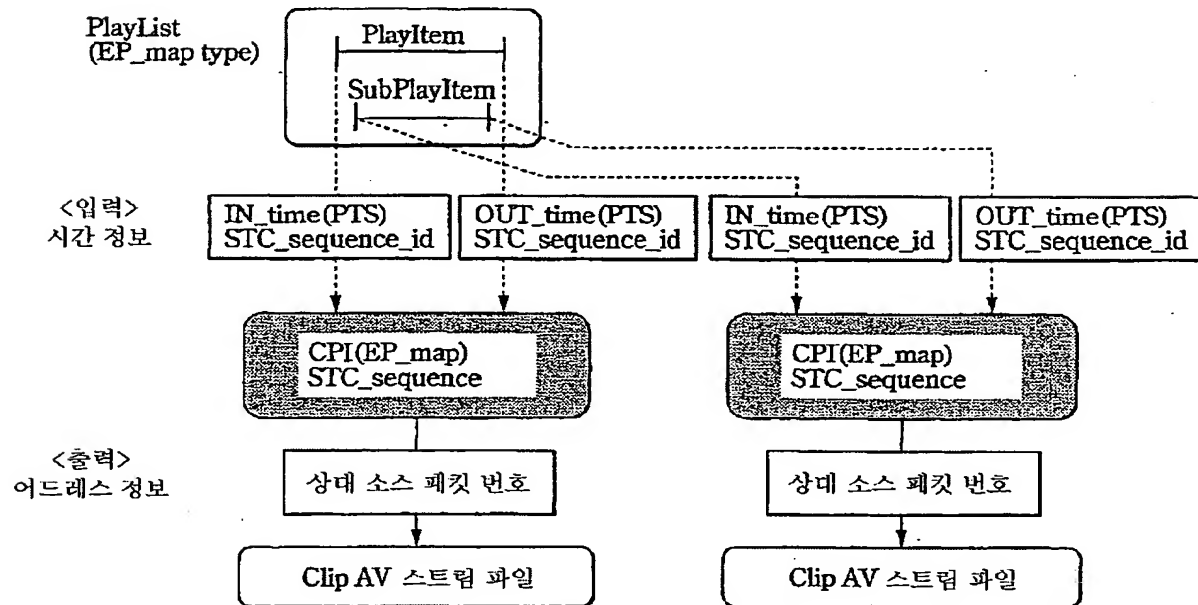 PlayList
(EP_map type)
PlayItem
SubPlayItem
<입력>
시간 정보
IN_time(PTS)
STC_sequence_id
OUT_time(PTS)
STC_sequence_id
IN_time(PTS)
STC_sequence_id
OUT_time(PTS)
STC_sequence_id
CPI(EP_map)
STC_sequence
CPI(EP_map)
STC_sequence
<출력>
어드레스 정보
상대 소스 패킷 번호
상대 소스 패킷 번호
Clip AV 스트림 파일
Clip AV 스트림 파일